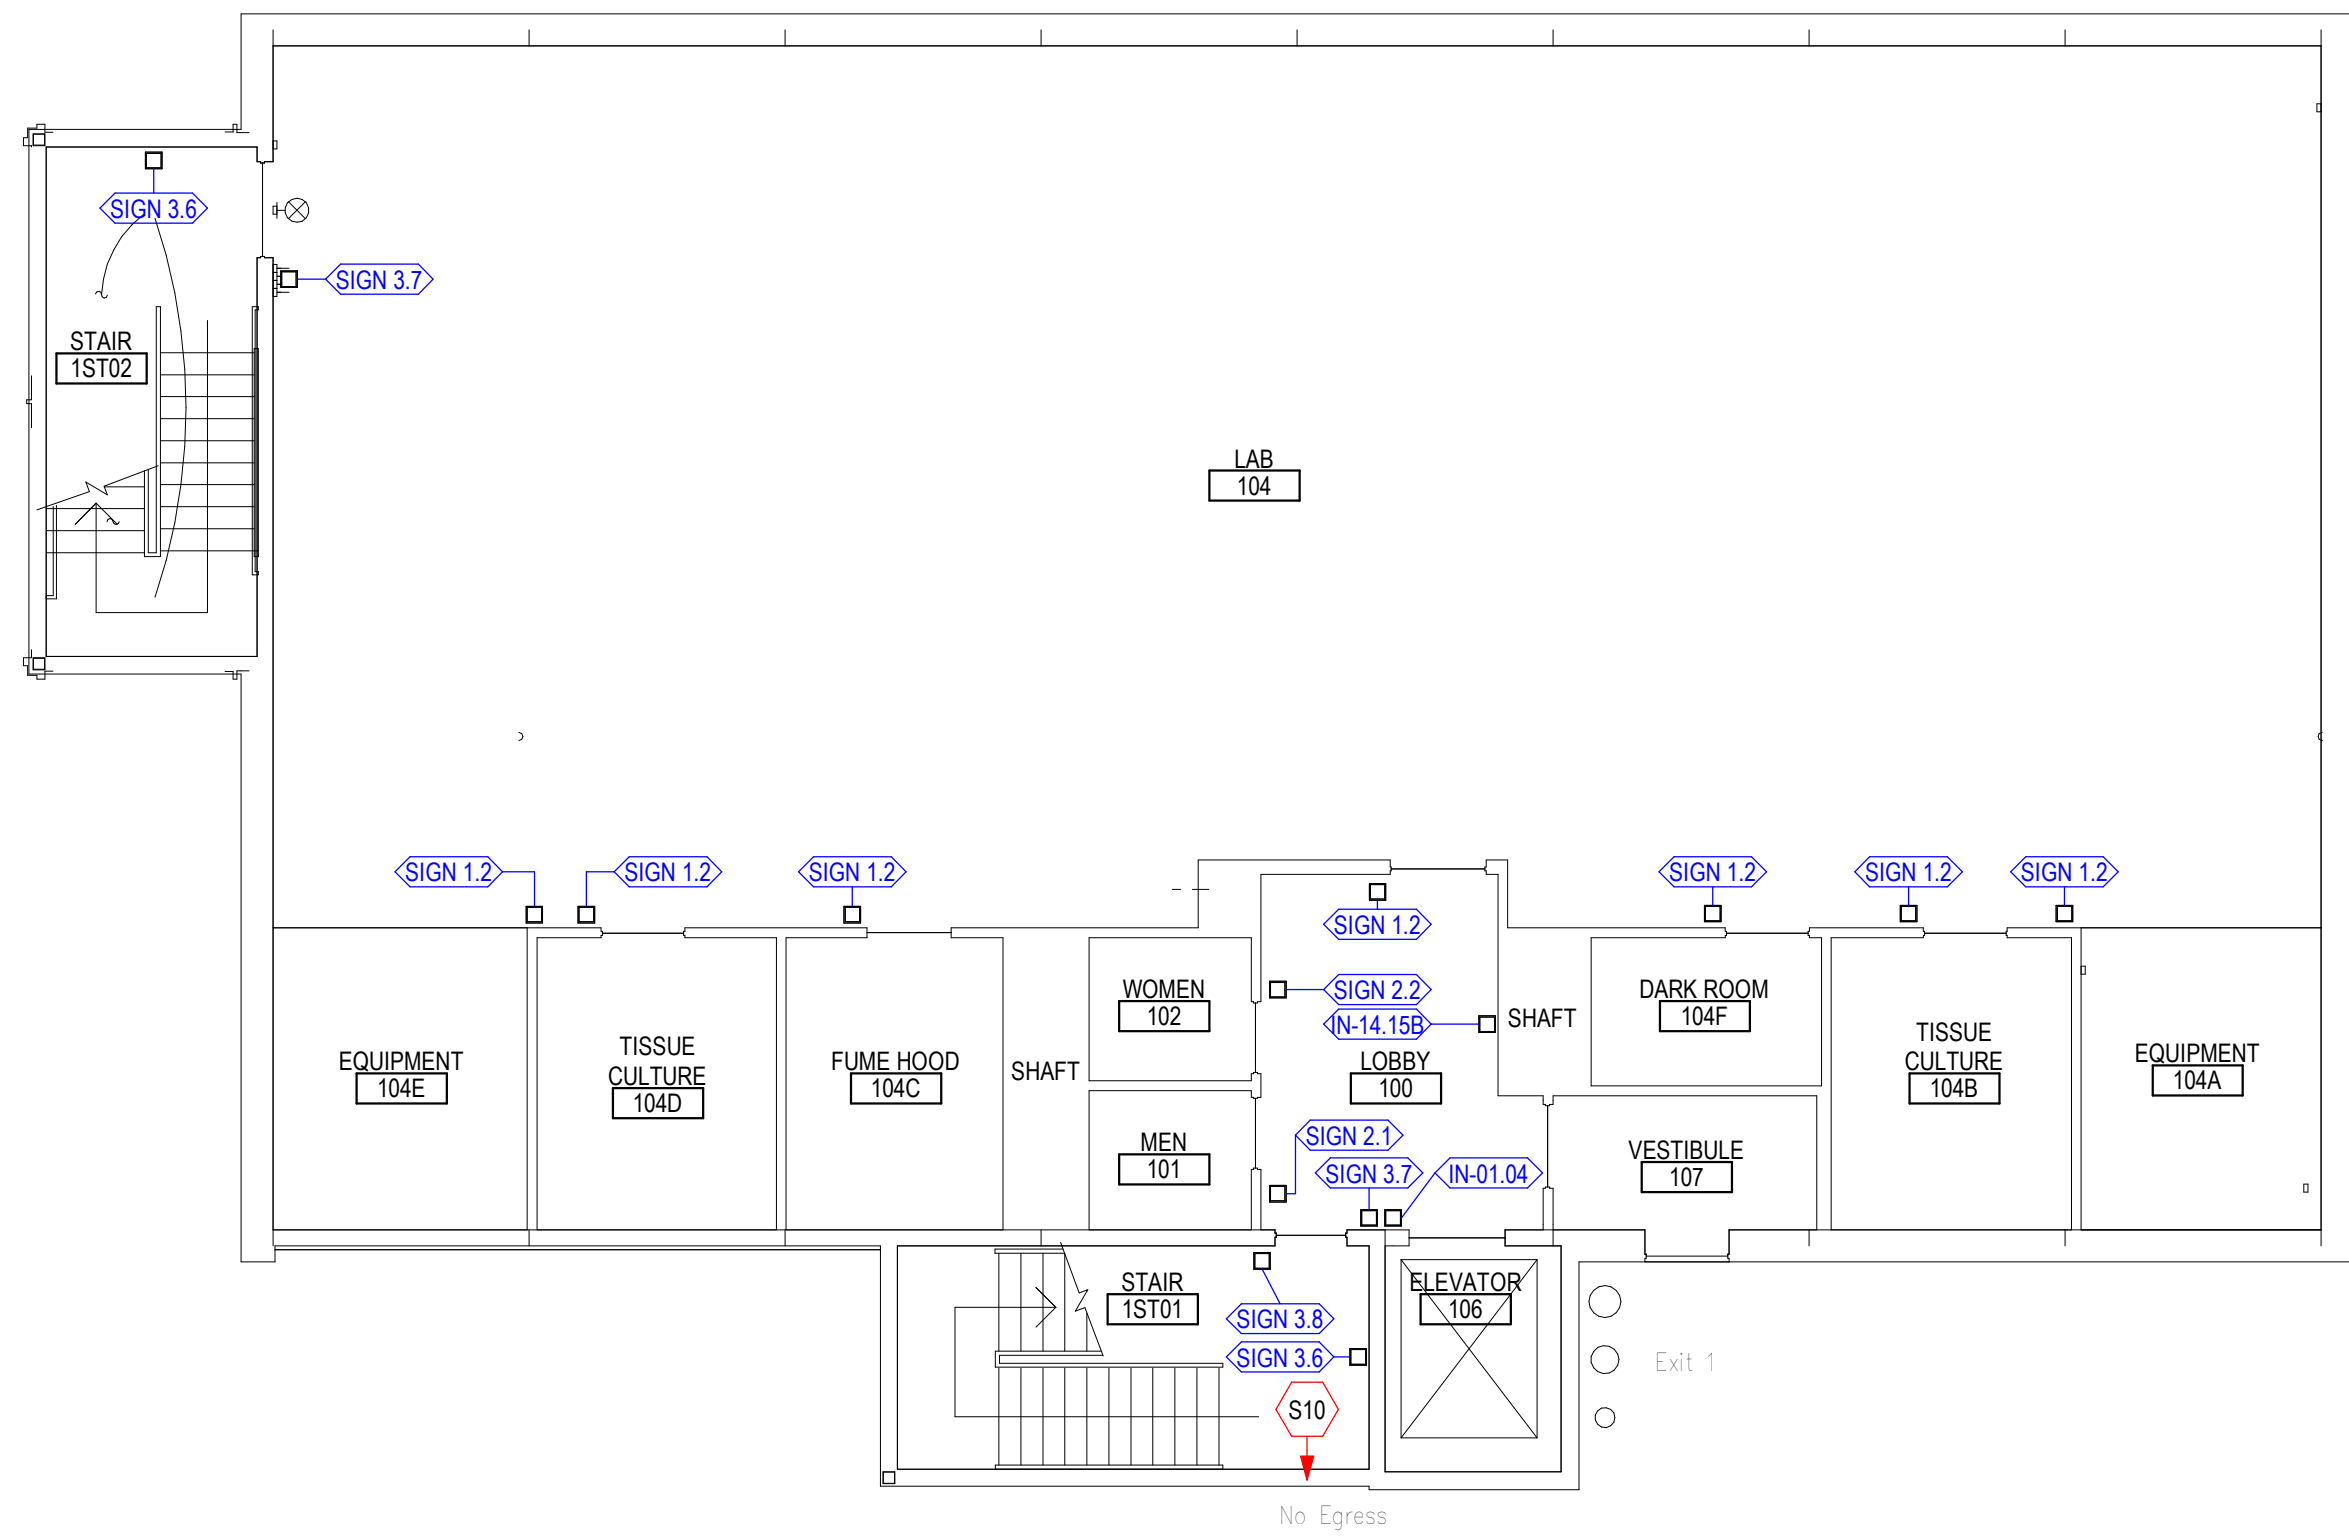 SIGN 3.6
SIGN 3.7
STAIR
1ST02
LAB
104
SIGN 1.2
SIGN 1.2
SIGN 1.2
SIGN 1.2
SIGN 1.2
SIGN 1.2
SIGN 1.2
WOMEN
102
SIGN 2.2
IN-14.15B
SHAFT
DARK ROOM
104F
EQUIPMENT
104E
TISSUE
CULTURE
104D
FUME HOOD
104C
SHAFT
LOBBY
100
TISSUE
CULTURE
104B
EQUIPMENT
104A
MEN
101
SIGN 2.1
SIGN 3.7
IN-01.04
VESTIBULE
107
STAIR
1ST01
SIGN 3.8
SIGN 3.6
ELEVATOR
106
S10
Exit 1
No Egress